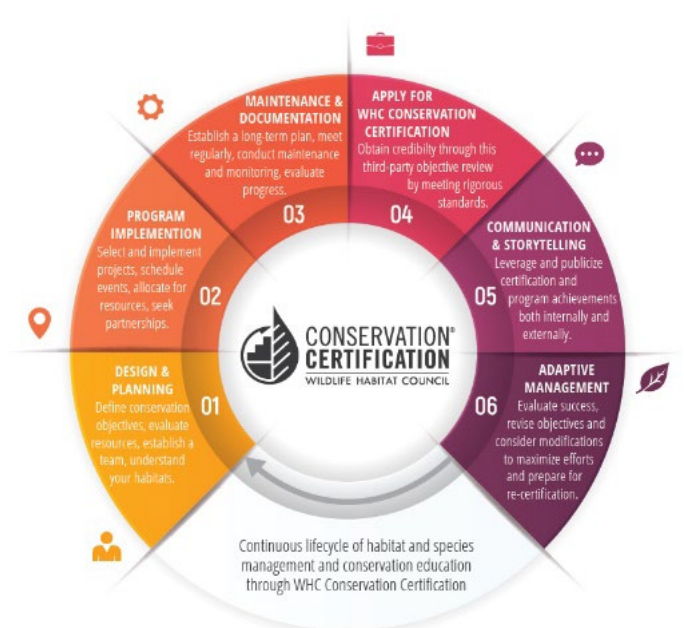 DESIGN &
PLANNING
Define conservation
objectives, evaluate
resources, establish a
team, understand
your habitats.
01
PROGRAM
IMPLEMENTION
Select and implement
projects, schedule
events, allocate for
resources, seek
partnerships.
02
MAINTENANCE &
DOCUMENTATION
Establish a long-term plan, meet
regularly, conduct maintenance
and monitoring, evaluate
progress.
03
APPLY FOR
WHC CONSERVATION
CERTIFICATION
Obtain credibilty through this
third-party objective review
by meeting rigorous
standards.
04
COMMUNICATION
& STORYTELLING
Leverage and publicize
certification and
program achievements
both internally and
externally.
05
ADAPTIVE
MANAGEMENT
Evaluate success,
revise objectives and
consider modifications
to maximize efforts
and prepare for
re-certification.
06
CONSERVATION®
CERTIFICATION
WILDLIFE HABITAT COUNCIL
Continuous lifecycle of habitat and species
management and conservation education
through WHC Conservation Certification